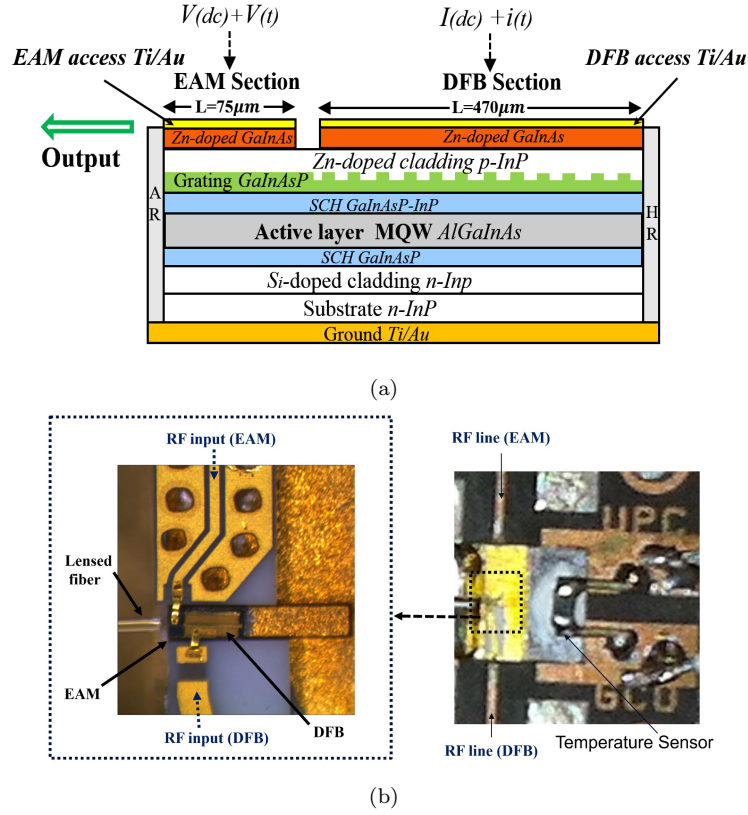 V(dc)+V(t)
I(dc) +i(t)
EAM access Ti/Au
DFB access Ti/Au
EAM Section
DFB Section
L=75μm
L=470μm
Output
Zn-doped GaInAs
Zn-doped GaInAs
Zn-doped cladding p-InP
Grating GaInAsP
AR
HR
SCH GaInAsP-InP
Active layer MQW AlGaInAs
SCH GaInAsP
Si-doped cladding n-Inp
Substrate n-InP
Ground Ti/Au
(a)
RF input (EAM)
Lensed
fiber
EAM
RF input (DFB)
DFB
RF line (EAM)
UPC
GCO
RF line (DFB)
Temperature Sensor
(b)